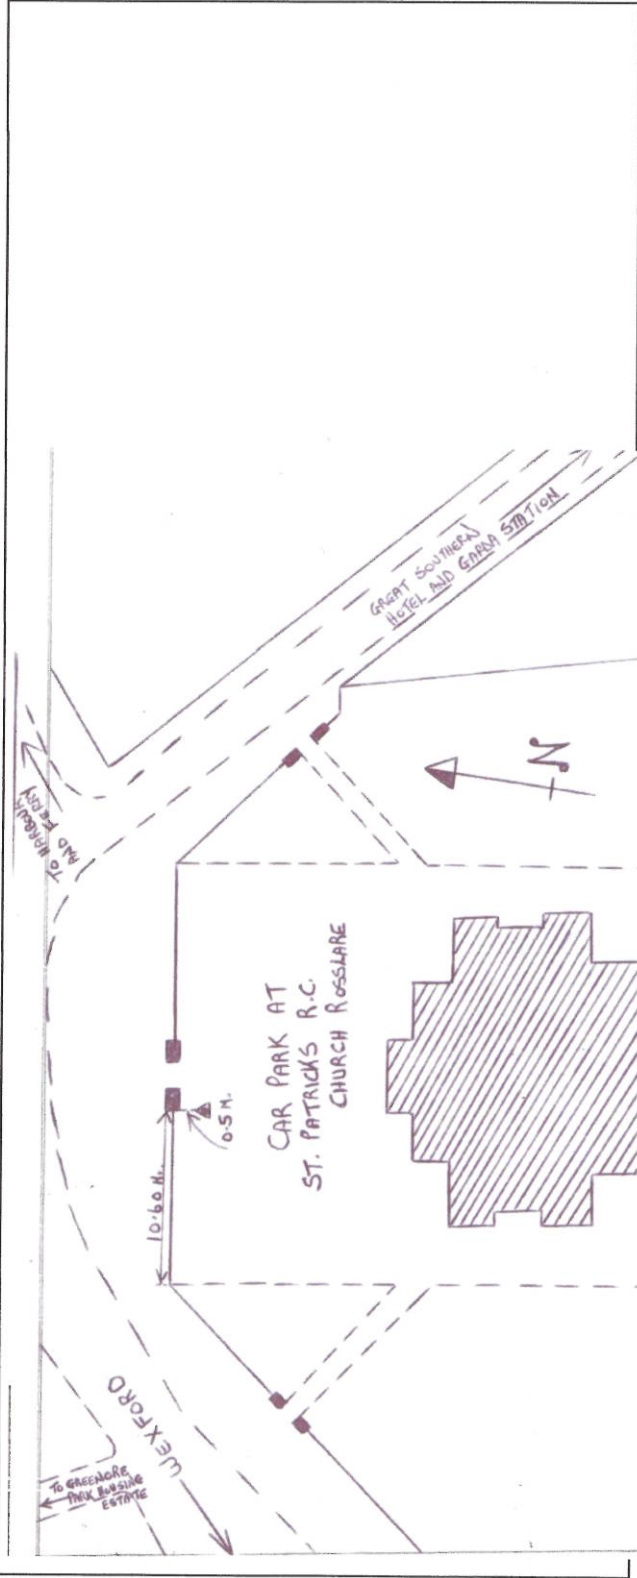 TO HARBOUR
AND FERRY
GREAT SOUTHERN
HOTEL AND GARDA STATION
N
CAR PARK AT
ST. PATRICKS R.C.
CHURCH ROSSLARE
10.60 M.
0.5 M.
WEXFORD
TO GREENORE
PARK HOUSING
ESTATE